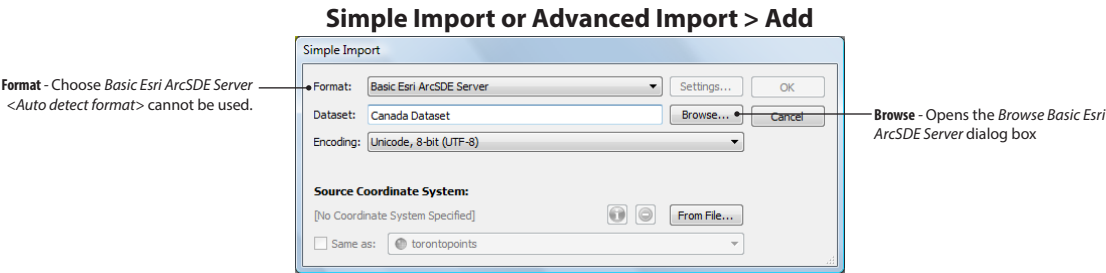 Simple Import or Advanced Import > Add
Simple Import
Format - Choose Basic Esri ArcSDE Server
<Auto detect format> cannot be used.
Format: Basic Esri ArcSDE Server Settings... OK
Dataset: Canada Dataset Browse... Cancel
Browse - Opens the Browse Basic Esri
ArcSDE Server dialog box
Encoding: Unicode, 8-bit (UTF-8)
Source Coordinate System:
[No Coordinate System Specified] From File...
Same as: torontopoints